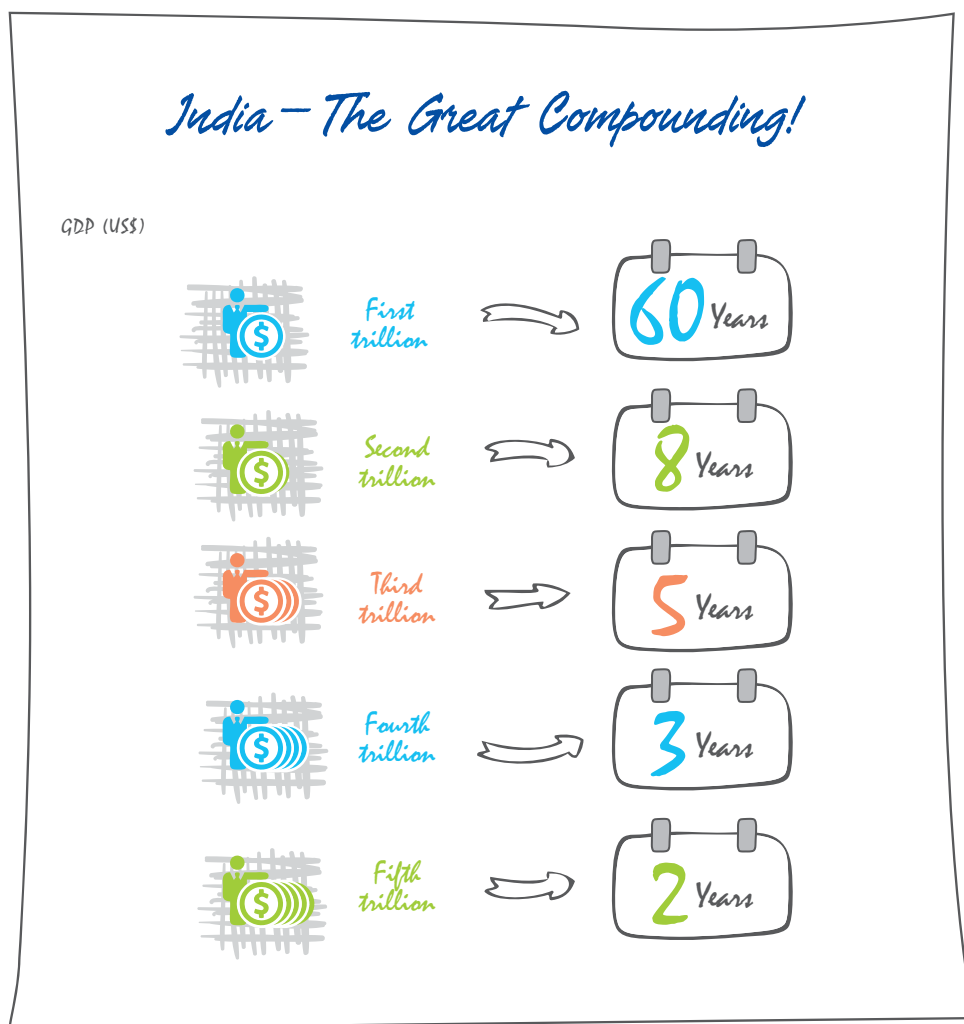 India – The Great Compounding!
GDP (US$)
First
trillion
60 Years
Second
trillion
8 Years
Third
trillion
5 Years
Fourth
trillion
3 Years
Fifth
trillion
2 Years